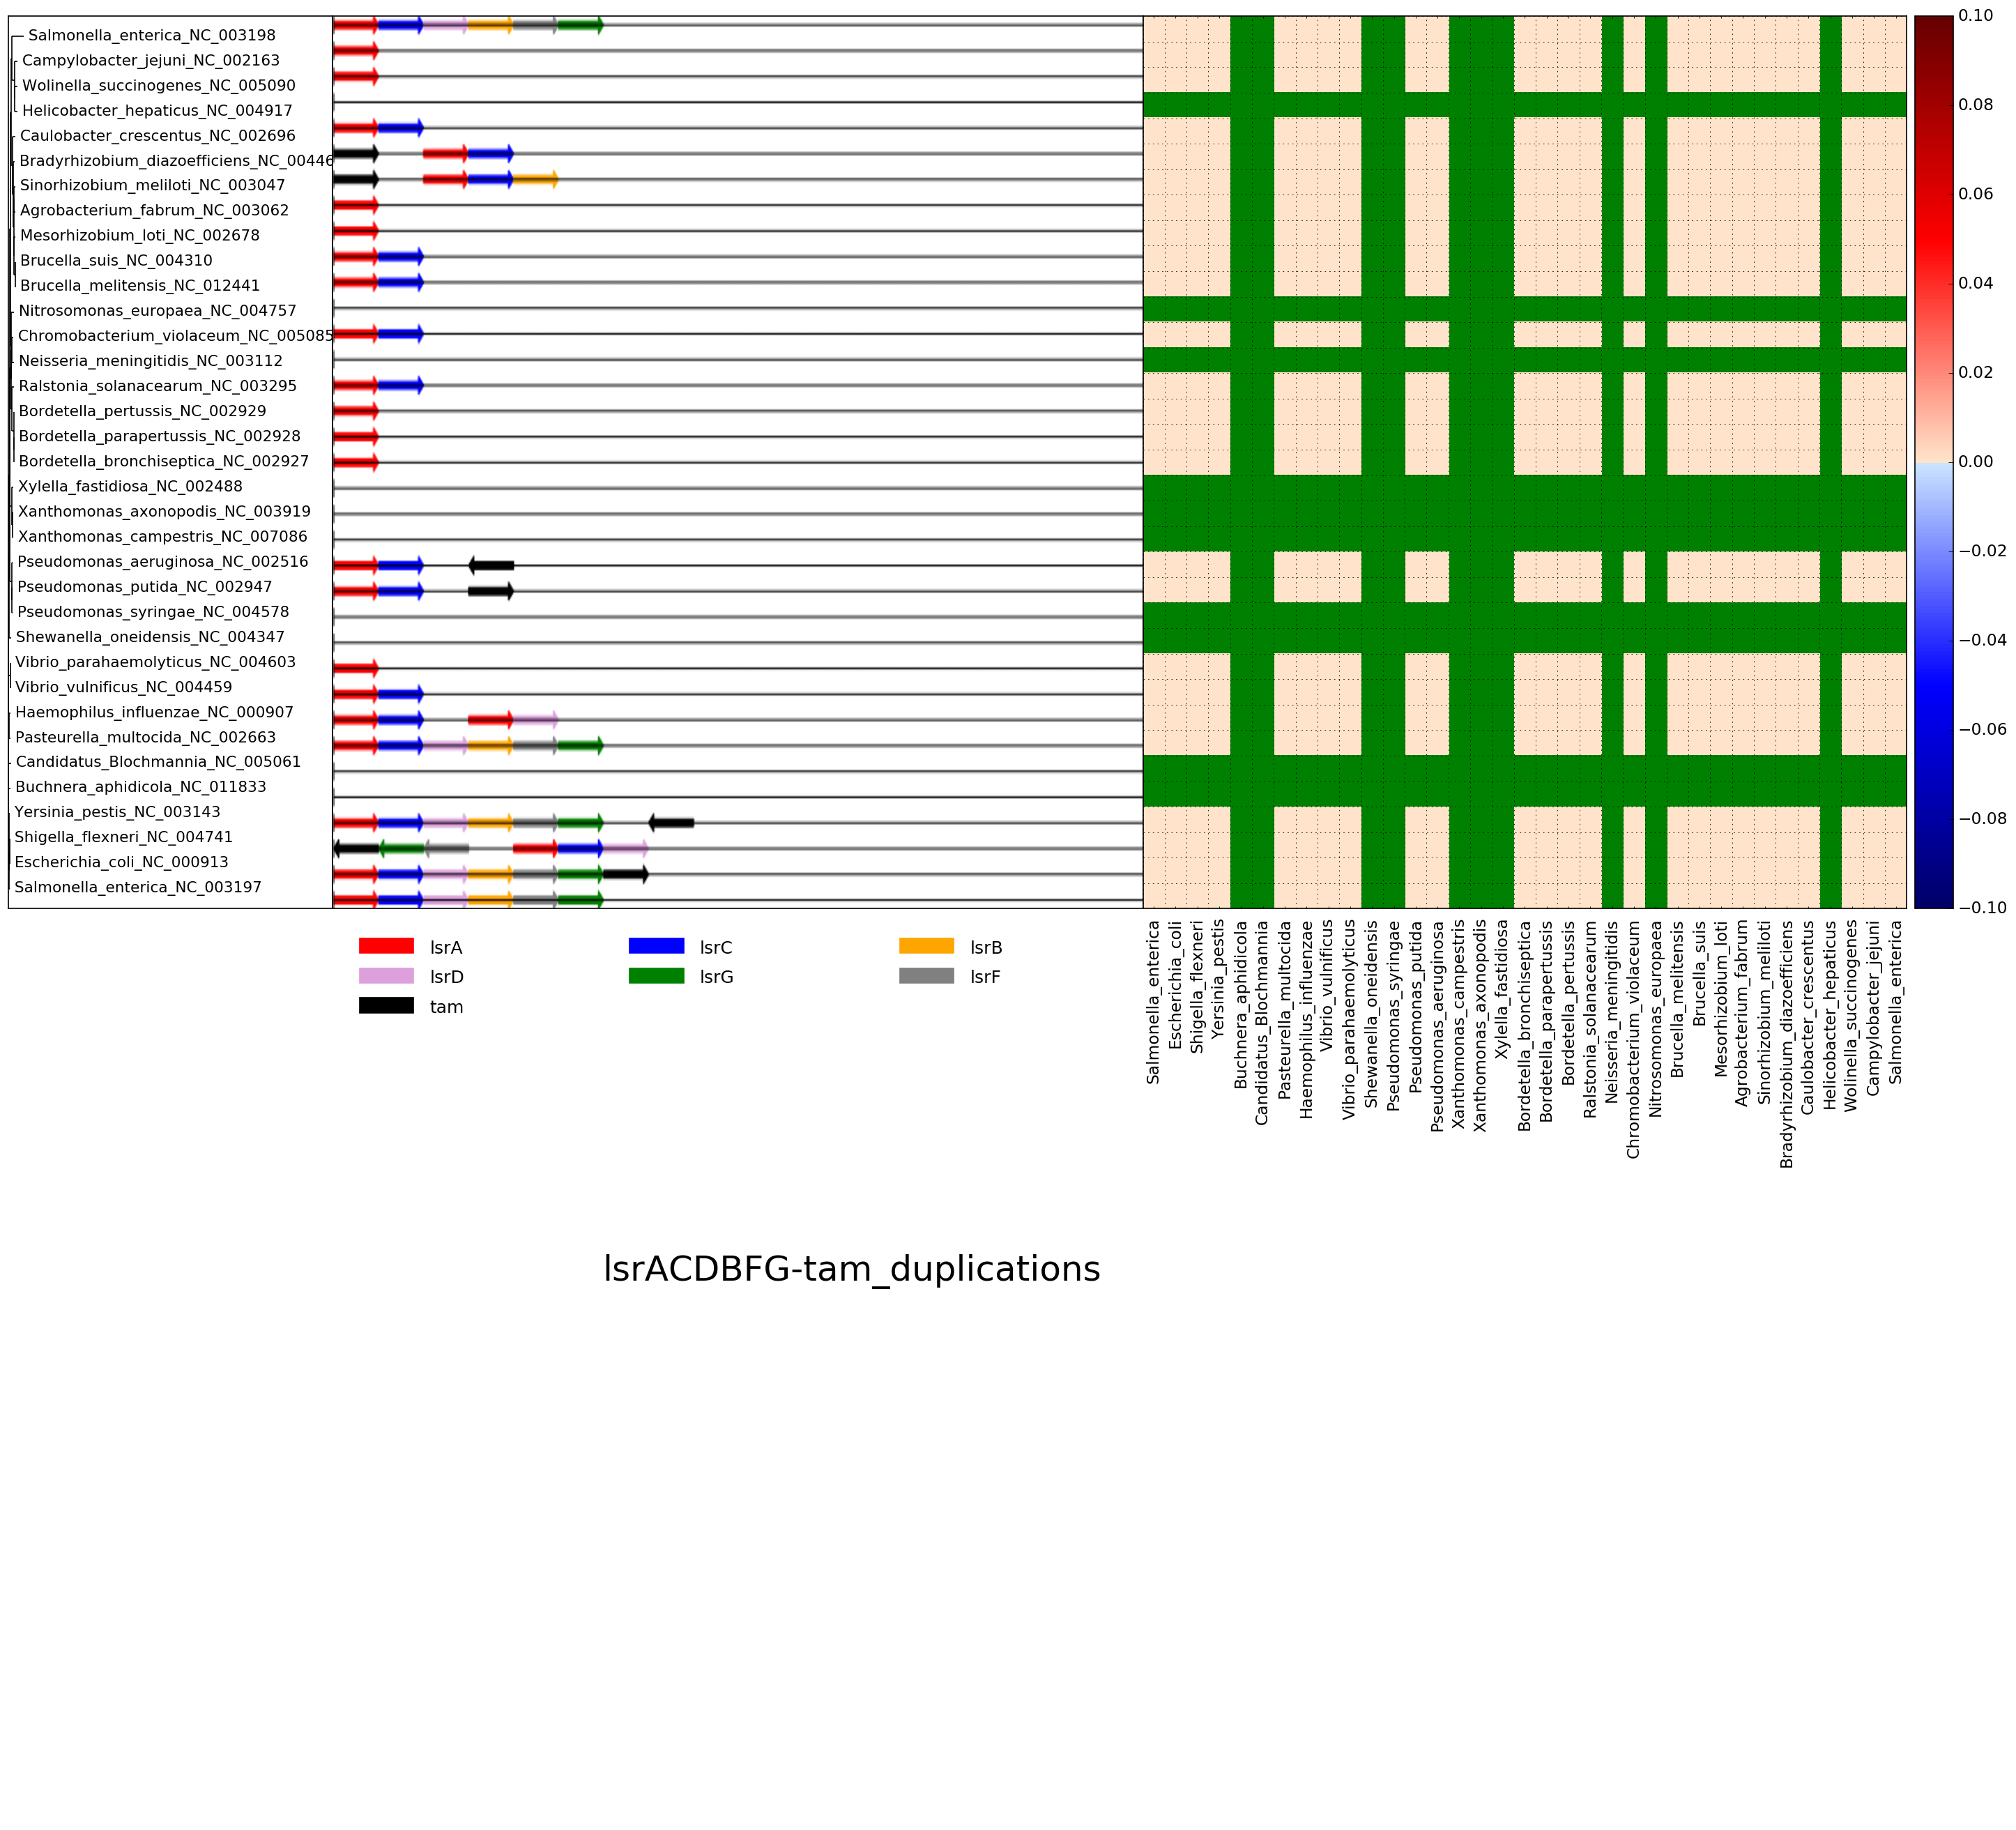 Salmonella_enterica_NC_003198
Campylobacter_jejuni_NC_002163
Wolinella_succinogenes_NC_005090
Helicobacter_hepaticus_NC_004917
Caulobacter_crescentus_NC_002696
Bradyrhizobium_diazoefficiens_NC_00446
Sinorhizobium_meliloti_NC_003047
Agrobacterium_fabrum_NC_003062
Mesorhizobium_loti_NC_002678
Brucella_suis_NC_004310
Brucella_melitensis_NC_012441
Nitrosomonas_europaea_NC_004757
Chromobacterium_violaceum_NC_005085
Neisseria_meningitidis_NC_003112
Ralstonia_solanacearum_NC_003295
Bordetella_pertussis_NC_002929
Bordetella_parapertussis_NC_002928
Bordetella_bronchiseptica_NC_002927
Xylella_fastidiosa_NC_002488
Xanthomonas_axonopodis_NC_003919
Xanthomonas_campestris_NC_007086
Pseudomonas_aeruginosa_NC_002516
Pseudomonas_putida_NC_002947
Pseudomonas_syringae_NC_004578
Shewanella_oneidensis_NC_004347
Vibrio_parahaemolyticus_NC_004603
Vibrio_vulnificus_NC_004459
Haemophilus_influenzae_NC_000907
Pasteurella_multocida_NC_002663
Candidatus_Blochmannia_NC_005061
Buchnera_aphidicola_NC_011833
Yersinia_pestis_NC_003143
Shigella_flexneri_NC_004741
Escherichia_coli_NC_000913
Salmonella_enterica_NC_003197
0.10
0.08
0.06
0.04
0.02
0.00
−0.02
−0.04
−0.06
−0.08
−0.10
lsrA
lsrC
lsrB
lsrD
lsrG
lsrF
tam
Salmonella_enterica
Escherichia_coli
Shigella_flexneri
Yersinia_pestis
Buchnera_aphidicola
Candidatus_Blochmannia
Pasteurella_multocida
Haemophilus_influenzae
Vibrio_vulnificus
Vibrio_parahaemolyticus
Shewanella_oneidensis
Pseudomonas_syringae
Pseudomonas_putida
Pseudomonas_aeruginosa
Xanthomonas_campestris
Xanthomonas_axonopodis
Xylella_fastidiosa
Bordetella_bronchiseptica
Bordetella_parapertussis
Bordetella_pertussis
Ralstonia_solanacearum
Neisseria_meningitidis
Chromobacterium_violaceum
Nitrosomonas_europaea
Brucella_melitensis
Brucella_suis
Mesorhizobium_loti
Agrobacterium_fabrum
Sinorhizobium_meliloti
Bradyrhizobium_diazoefficiens
Caulobacter_crescentus
Helicobacter_hepaticus
Wolinella_succinogenes
Campylobacter_jejuni
Salmonella_enterica
lsrACDBFG-tam_duplications